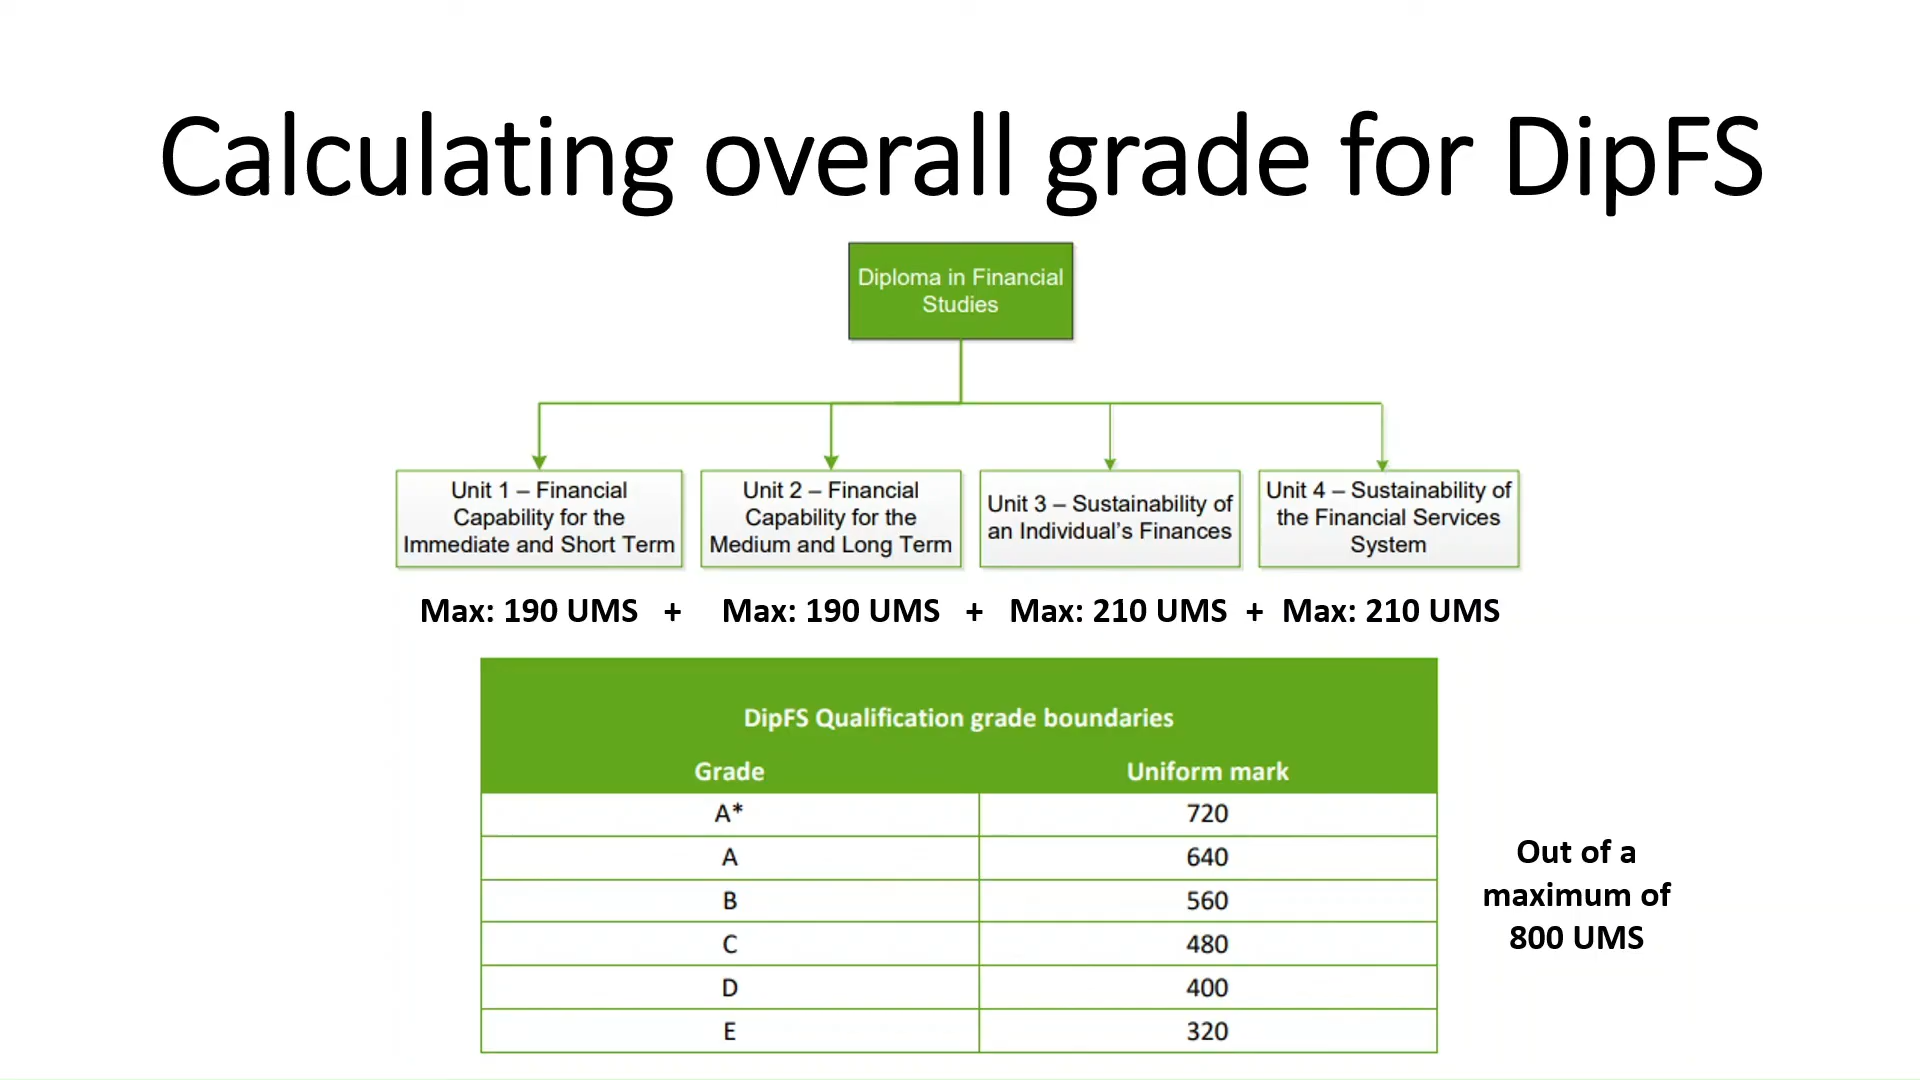 Calculating overall grade for DipFS
Diploma in Financial
Studies
Unit 1 – Financial
Capability for the
Immediate and Short Term
Unit 2 – Financial
Capability for the
Medium and Long Term
Unit 3 – Sustainability of
an Individual's Finances
Unit 4 – Sustainability of
the Financial Services
System
Max: 190 UMS + Max: 190 UMS + Max: 210 UMS + Max: 210 UMS
DipFS Qualification grade boundaries
Grade Uniform mark
A* 720
A 640
B 560
C 480
D 400
E 320
Out of a
maximum of
800 UMS